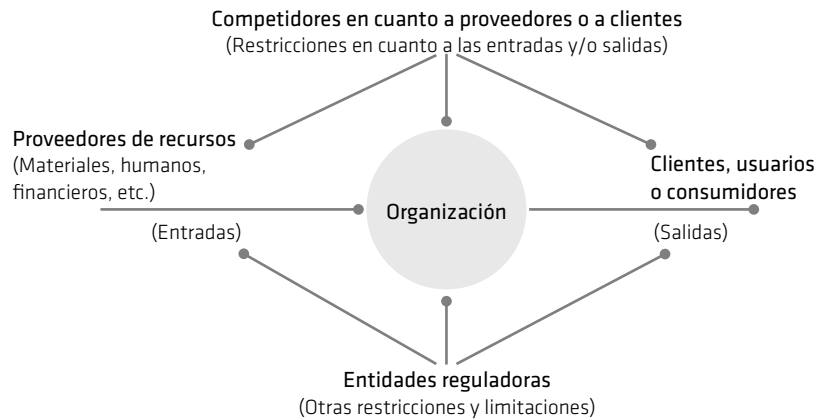 Competidores en cuanto a proveedores o a clientes
(Restricciones en cuanto a las entradas y/o salidas)
Proveedores de recursos
(Materiales, humanos,
financieros, etc.)
Clientes, usuarios
o consumidores
Organización
(Entradas)
(Salidas)
Entidades reguladoras
(Otras restricciones y limitaciones)